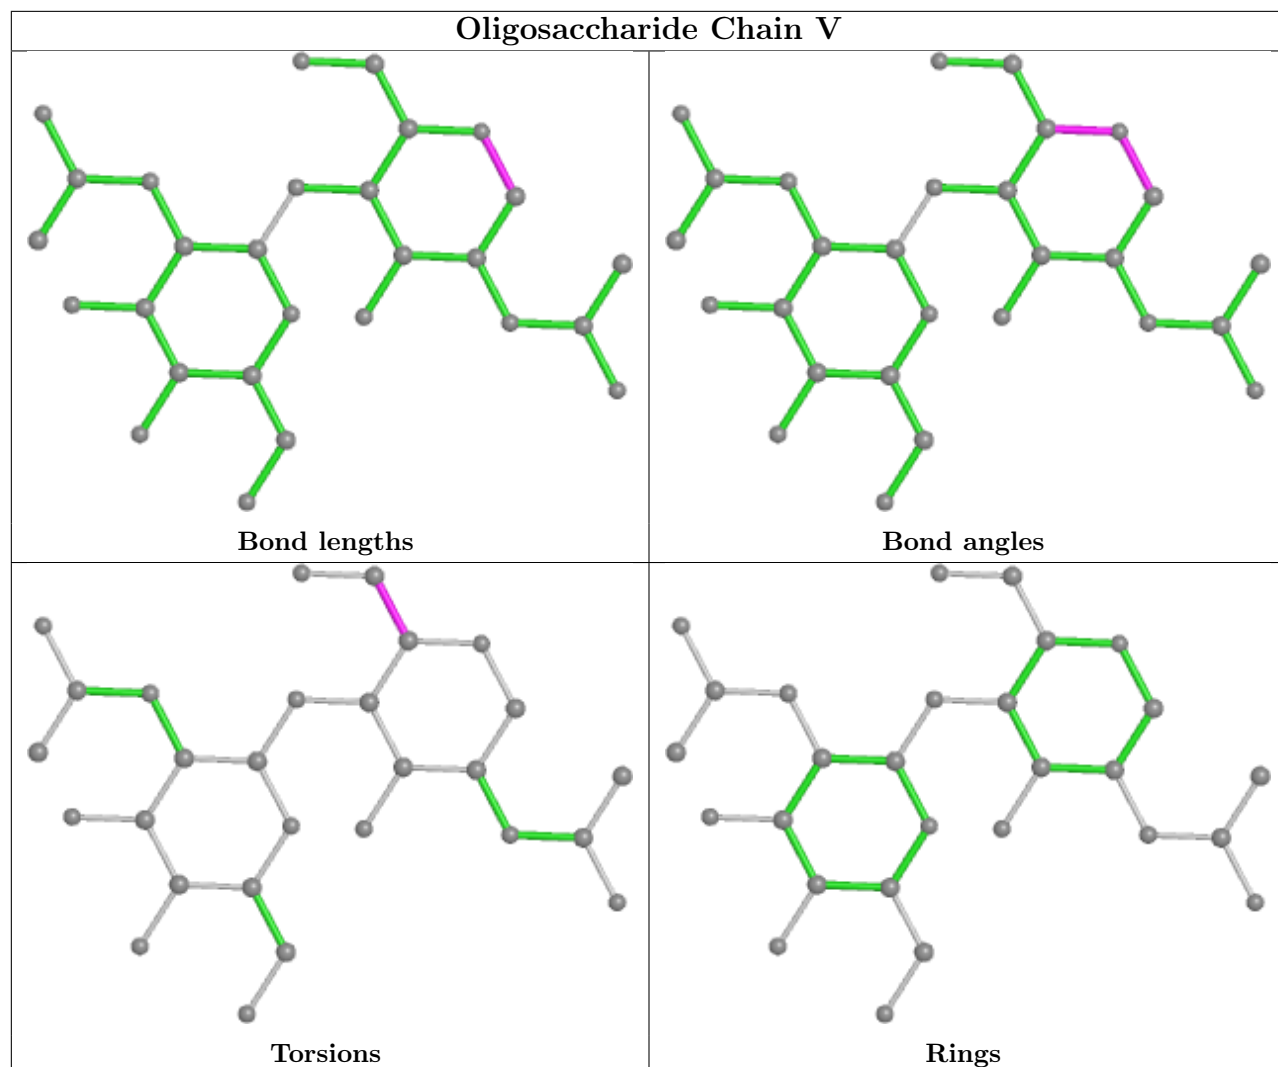 Oligosaccharide Chain V
Bond lengths
Bond angles
Torsions
Rings